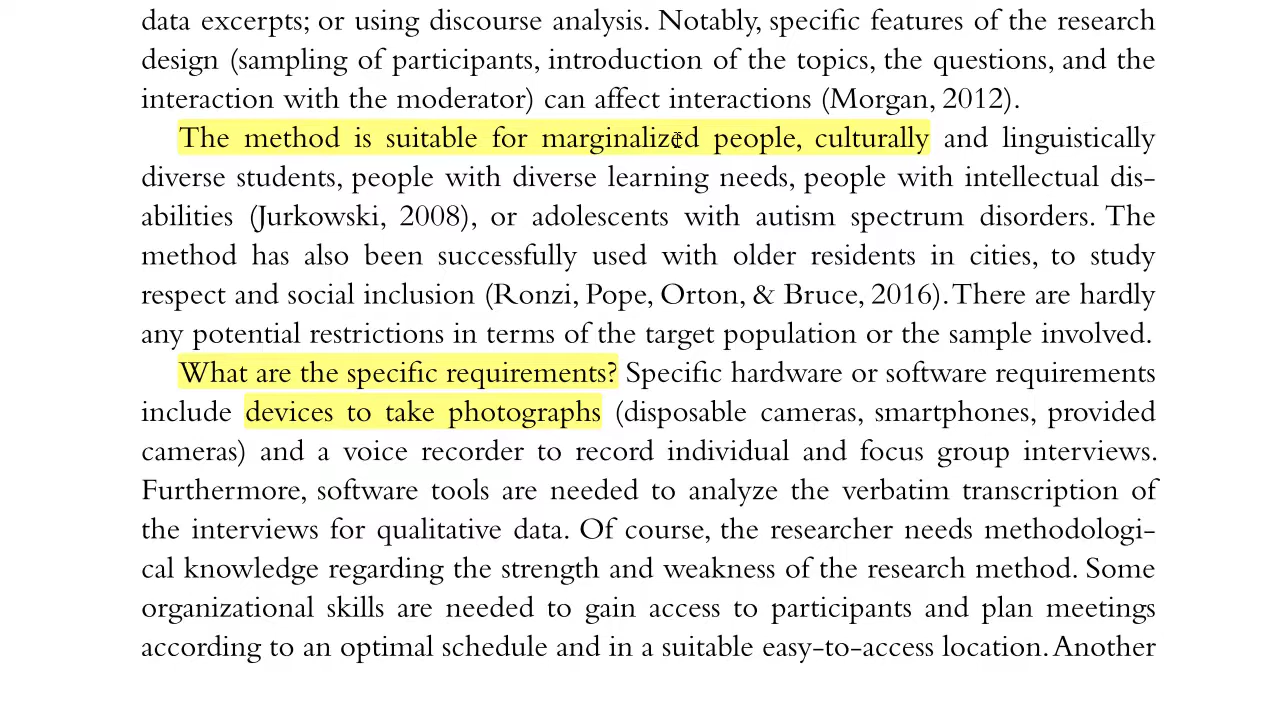 data excerpts; or using discourse analysis. Notably, specific features of the research
design (sampling of participants, introduction of the topics, the questions, and the
interaction with the moderator) can affect interactions (Morgan, 2012).
The method is suitable for marginalized people, culturally and linguistically
diverse students, people with diverse learning needs, people with intellectual dis-
abilities (Jurkowski, 2008), or adolescents with autism spectrum disorders. The
method has also been successfully used with older residents in cities, to study
respect and social inclusion (Ronzi, Pope, Orton, & Bruce, 2016). There are hardly
any potential restrictions in terms of the target population or the sample involved.
What are the specific requirements? Specific hardware or software requirements
include devices to take photographs (disposable cameras, smartphones, provided
cameras) and a voice recorder to record individual and focus group interviews.
Furthermore, software tools are needed to analyze the verbatim transcription of
the interviews for qualitative data. Of course, the researcher needs methodologi-
cal knowledge regarding the strength and weakness of the research method. Some
organizational skills are needed to gain access to participants and plan meetings
according to an optimal schedule and in a suitable easy-to-access location. Another